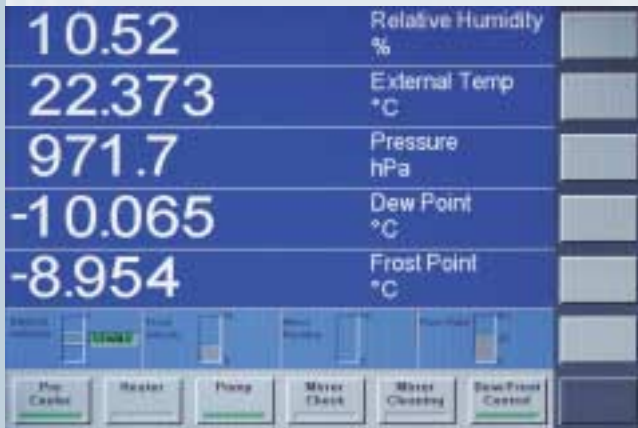 10.52 Relative Humidity
%
22.373 External Temp
°C
971.7 Pressure
hPa
-10.065 Dew Point
°C
-8.954 Frost Point
°C
STABLE
Pre Heater Pump Mirror Mirror Dew/Frost
Cooler Check Cleaning Control